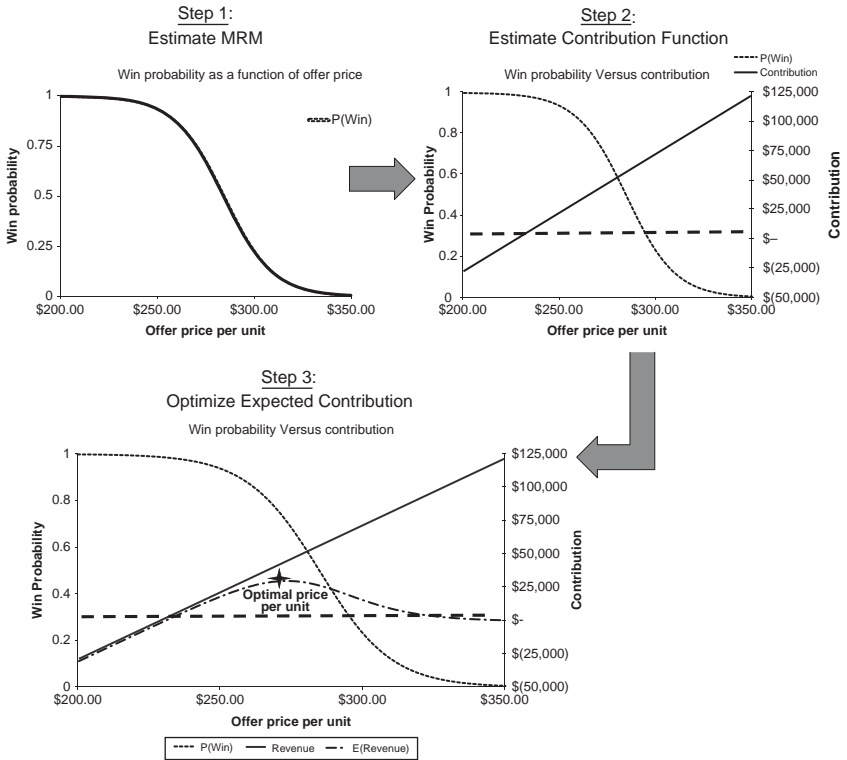 Step 1:
Estimate MRM
Win probability as a function of offer price
P(Win)
Win probability
1
0.75
0.5
0.25
0
$200.00 $250.00 $300.00 $350.00
Offer price per unit
Step 2:
Estimate Contribution Function
P(Win)
Contribution
Win probability Versus contribution
Win Probability
1
0.8
0.6
0.4
0.2
0
$125,000
$100,000
$75,000
$50,000
$25,000
$–
$(25,000)
$(50,000)
Contribution
$200.00 $250.00 $300.00 $350.00
Offer price per unit
Step 3:
Optimize Expected Contribution
Win probability Versus contribution
Win Probability
1
0.8
0.6
0.4
0.2
0
Optimal price
per unit
$125,000
$100,000
$75,000
$50,000
$25,000
$-
$(25,000)
$(50,000)
Contribution
$200.00 $250.00 $300.00 $350.00
Offer price per unit
P(Win) Revenue E(Revenue)